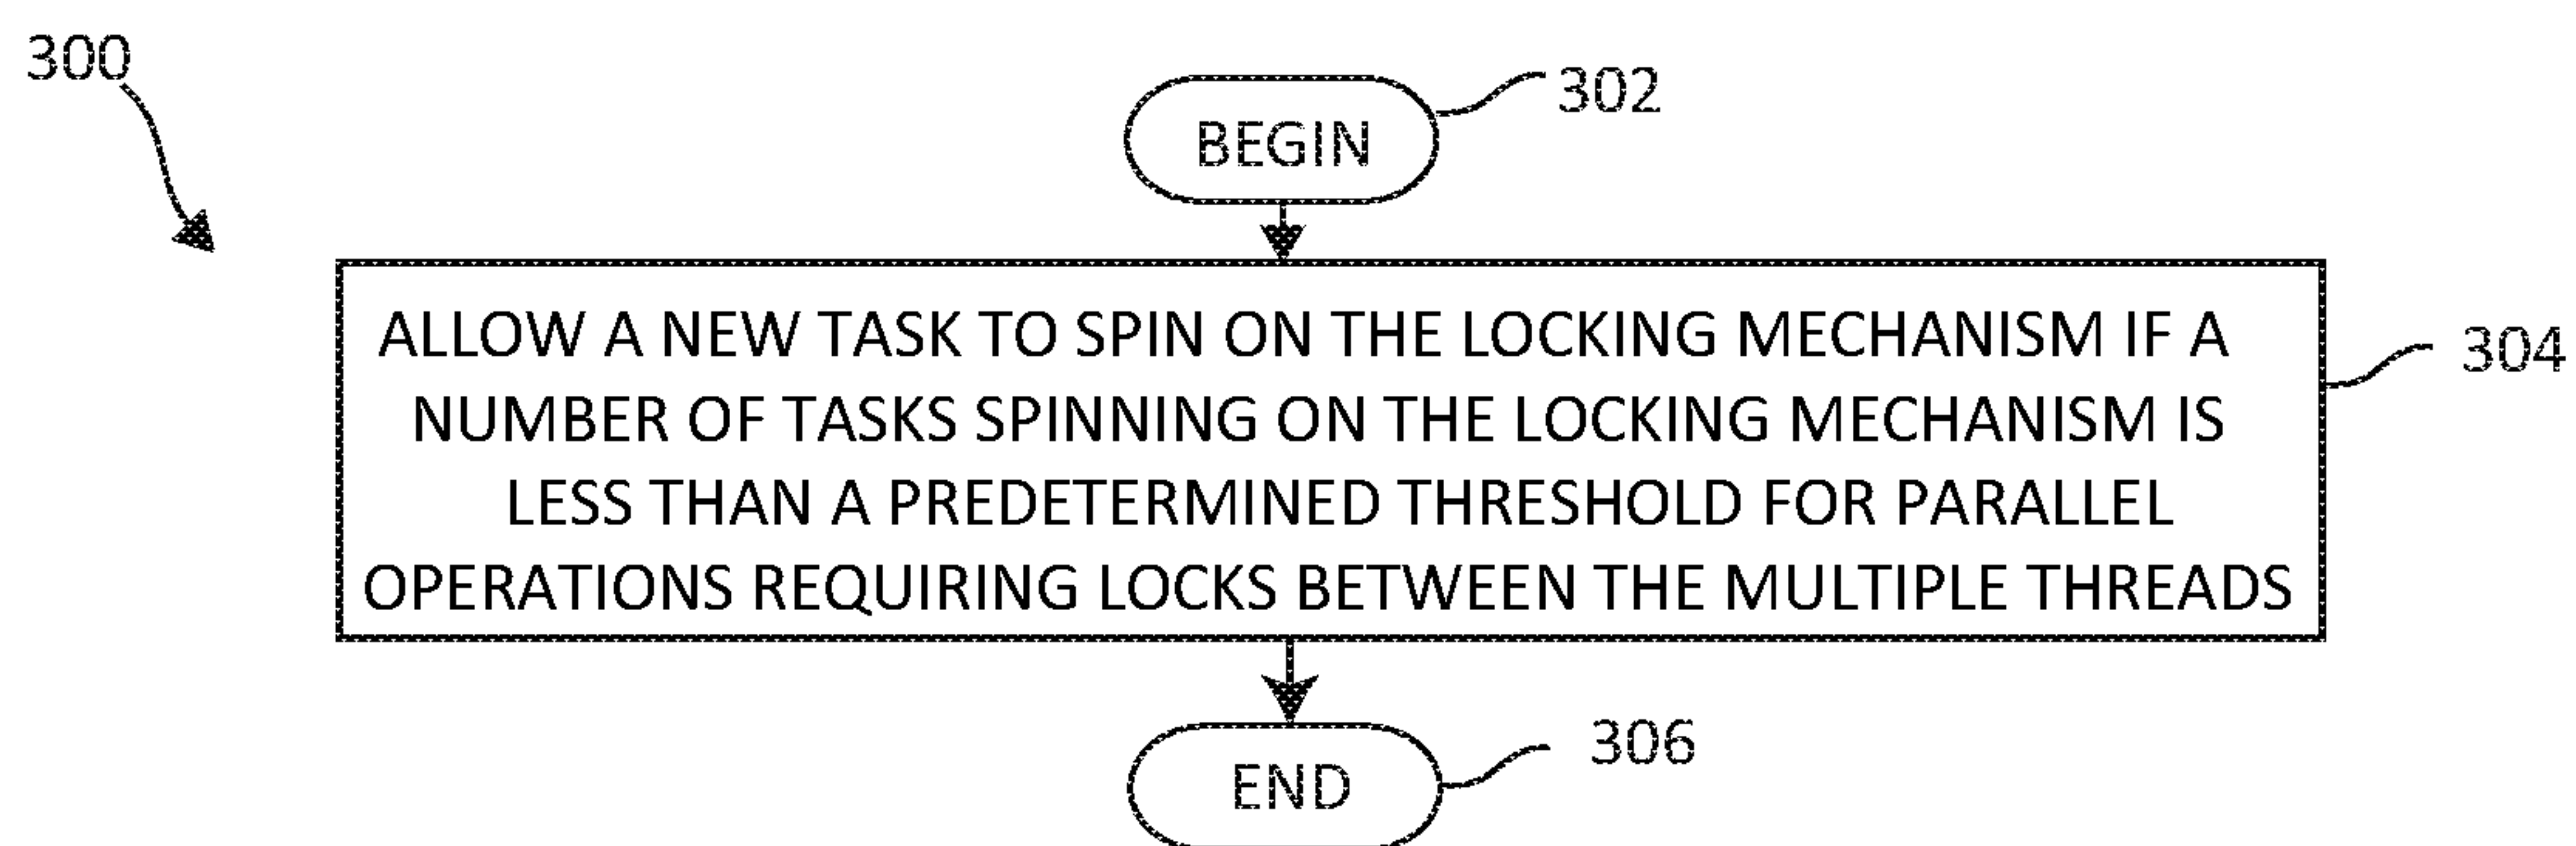 300
BEGIN
302
ALLOW A NEW TASK TO SPIN ON THE LOCKING MECHANISM IF A
NUMBER OF TASKS SPINNING ON THE LOCKING MECHANISM IS
LESS THAN A PREDETERMINED THRESHOLD FOR PARALLEL
OPERATIONS REQUIRING LOCKS BETWEEN THE MULTIPLE THREADS
304
END
306